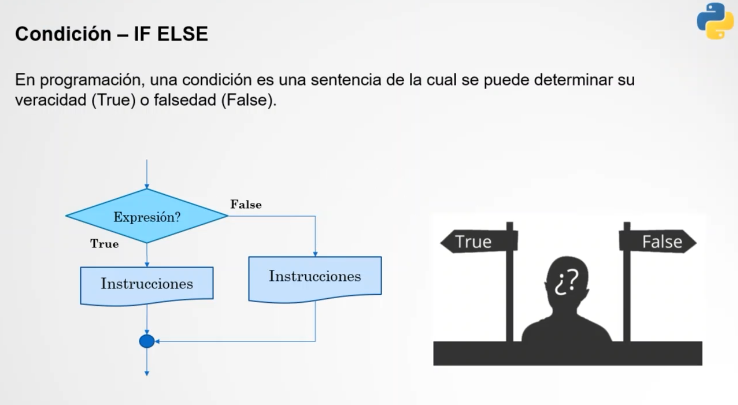 Condición – IF ELSE
En programación, una condición es una sentencia de la cual se puede determinar su
veracidad (True) o falsedad (False).
Expresión?
False
True
Instrucciones
Instrucciones
True
False
¿?